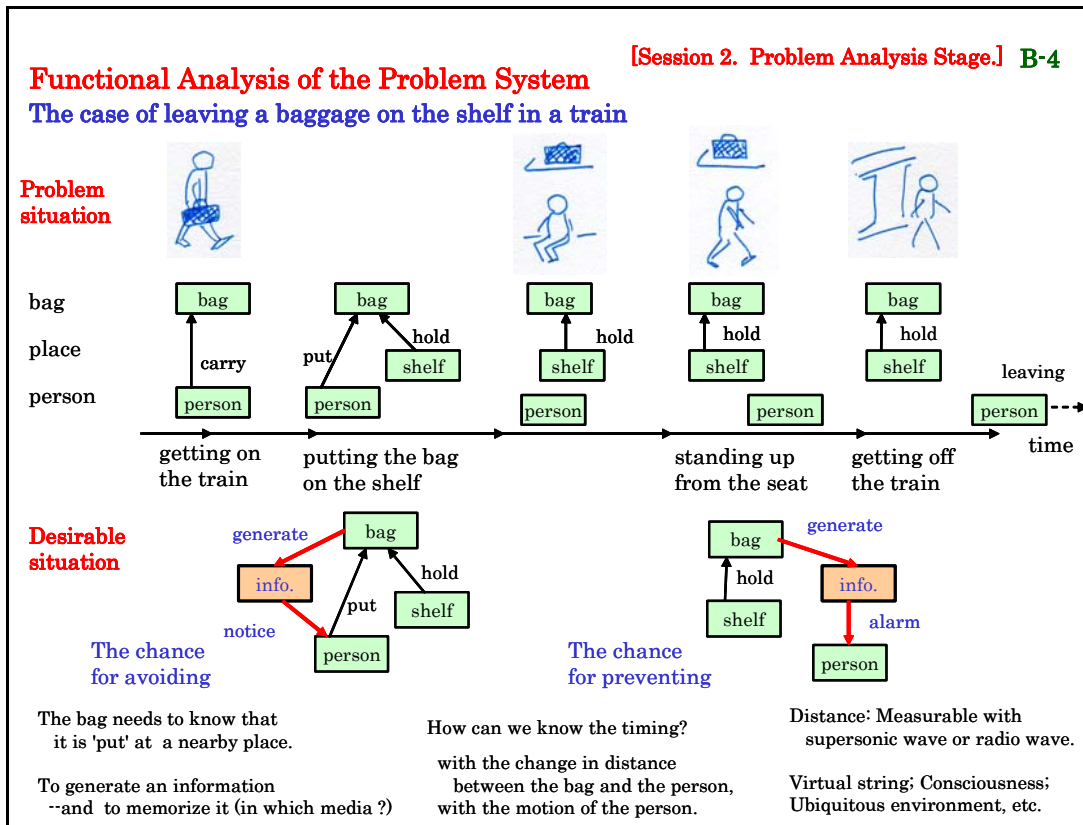 [Session 2. Problem Analysis Stage.] B-4
Functional Analysis of the Problem System
The case of leaving a baggage on the shelf in a train
Problem
situation
bag
place
person
bag
carry
person
bag
put
hold
shelf
person
bag
hold
shelf
person
bag
hold
shelf
person
bag
hold
shelf
leaving
person
time
getting on
the train
putting the bag
on the shelf
standing up
from the seat
getting off
the train
Desirable
situation
generate
bag
info.
hold
put
shelf
notice
person
The chance
for avoiding
generate
bag
hold
info.
shelf
alarm
person
The chance
for preventing
The bag needs to know that
it is 'put' at a nearby place.
To generate an information
--and to memorize it (in which media ?)
How can we know the timing?
with the change in distance
between the bag and the person,
with the motion of the person.
Distance: Measurable with
supersonic wave or radio wave.
Virtual string; Consciousness;
Ubiquitous environment, etc.